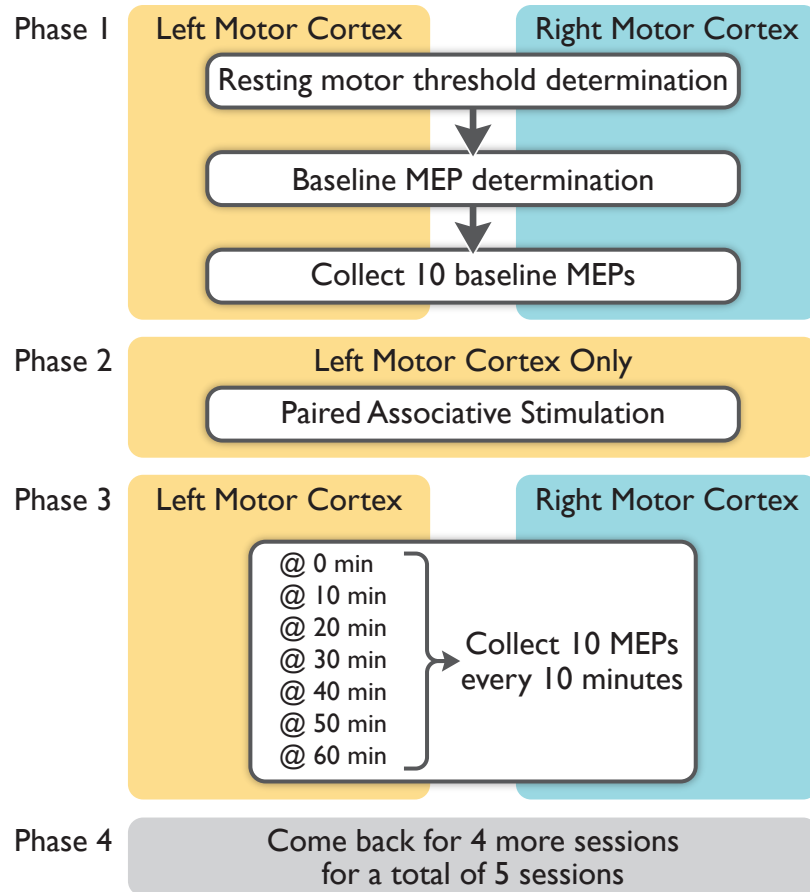 Phase 1
Left Motor Cortex
Right Motor Cortex
Resting motor threshold determination
Baseline MEP determination
Collect 10 baseline MEPs
Phase 2
Left Motor Cortex Only
Paired Associative Stimulation
Phase 3
Left Motor Cortex
Right Motor Cortex
@ 0 min
@ 10 min
@ 20 min
@ 30 min
@ 40 min
@ 50 min
@ 60 min
Collect 10 MEPs
every 10 minutes
Phase 4
Come back for 4 more sessions
for a total of 5 sessions